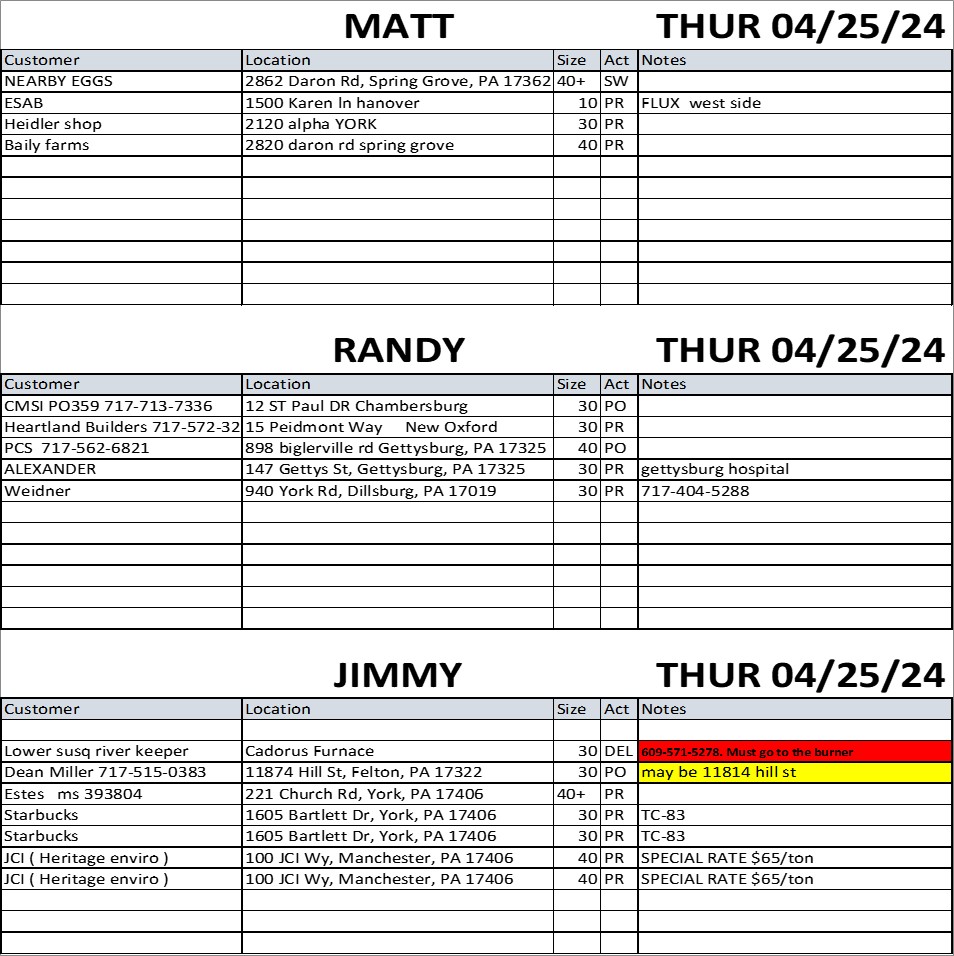 MATT THUR 04/25/24
Customer Location Size Act Notes
NEARBY EGGS 2862 Daron Rd, Spring Grove, PA 17362 40+ SW
ESAB 1500 Karen ln hanover 10 PR FLUX west side
Heidler shop 2120 alpha YORK 30 PR
Baily farms 2820 daron rd spring grove 40 PR
RANDY THUR 04/25/24
Customer Location Size Act Notes
CMSI PO359 717-713-7336 12 ST Paul DR Chambersburg 30 PO
Heartland Builders 717-572-32 15 Peidmont Way New Oxford 30 PR
PCS 717-562-6821 898 biglerville rd Gettysburg, PA 17325 40 PO
ALEXANDER 147 Gettys St, Gettysburg, PA 17325 30 PR gettysburg hospital
Weidner 940 York Rd, Dillsburg, PA 17019 30 PR 717-404-5288
JIMMY THUR 04/25/24
Customer Location Size Act Notes
Lower susq river keeper Cadorus Furnace 30 DEL 609-571-5278. Must go to the burner
Dean Miller 717-515-0383 11874 Hill St, Felton, PA 17322 30 PO may be 11814 hill st
Estes ms 393804 221 Church Rd, York, PA 17406 40+ PR
Starbucks 1605 Bartlett Dr, York, PA 17406 30 PR TC-83
Starbucks 1605 Bartlett Dr, York, PA 17406 30 PR TC-83
JCI ( Heritage enviro ) 100 JCI Wy, Manchester, PA 17406 40 PR SPECIAL RATE $65/ton
JCI ( Heritage enviro ) 100 JCI Wy, Manchester, PA 17406 40 PR SPECIAL RATE $65/ton